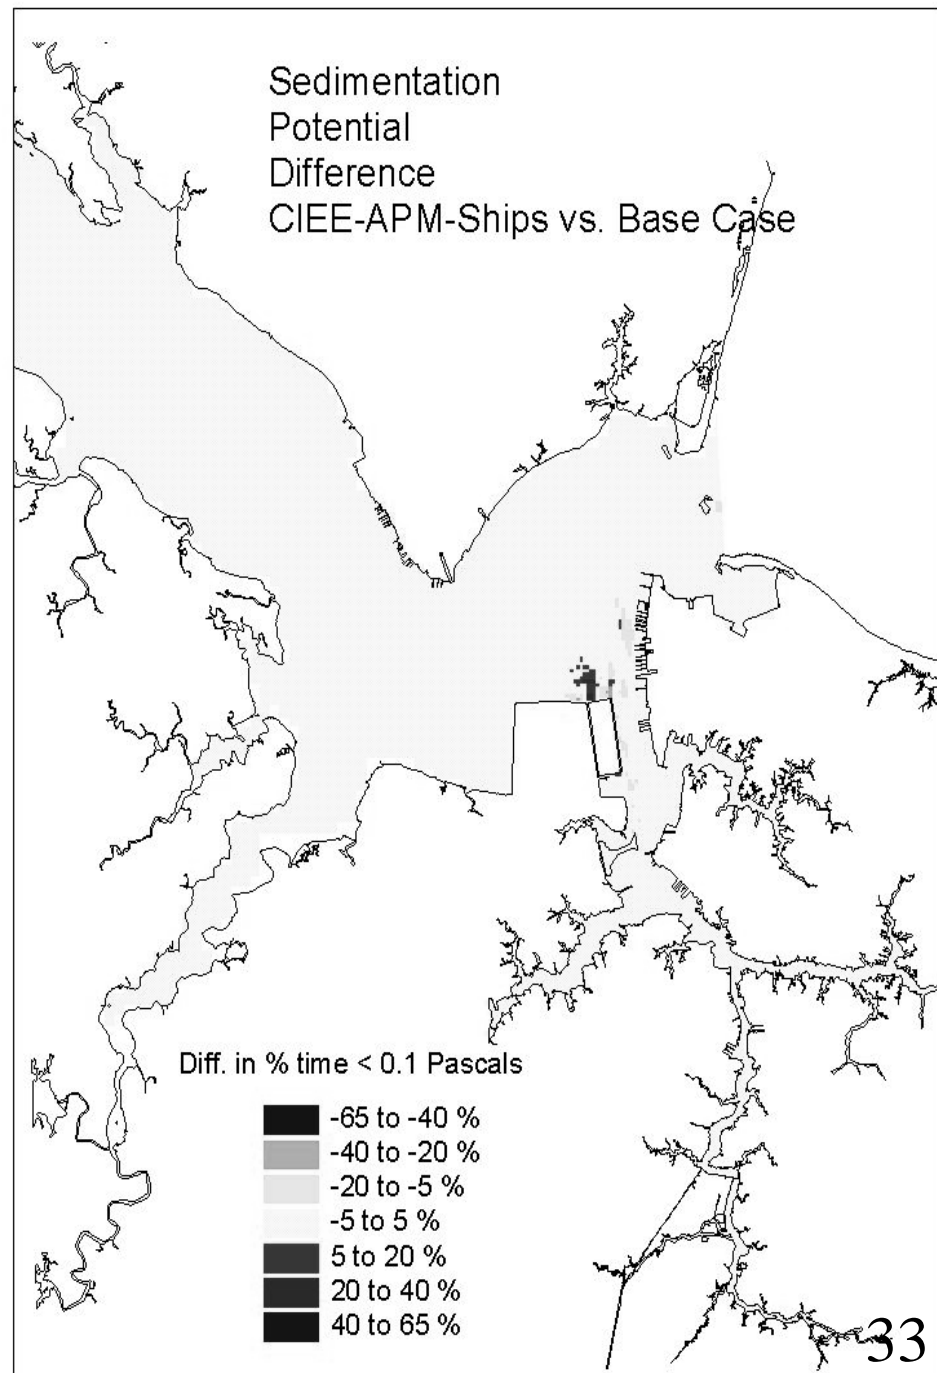 Sedimentation
Potential
Difference
CIEE-APM-Ships vs. Base Case
Diff. in % time < 0.1 Pascals
-65 to -40 %
-40 to -20 %
-20 to -5 %
-5 to 5 %
5 to 20 %
20 to 40 %
40 to 65 %
33